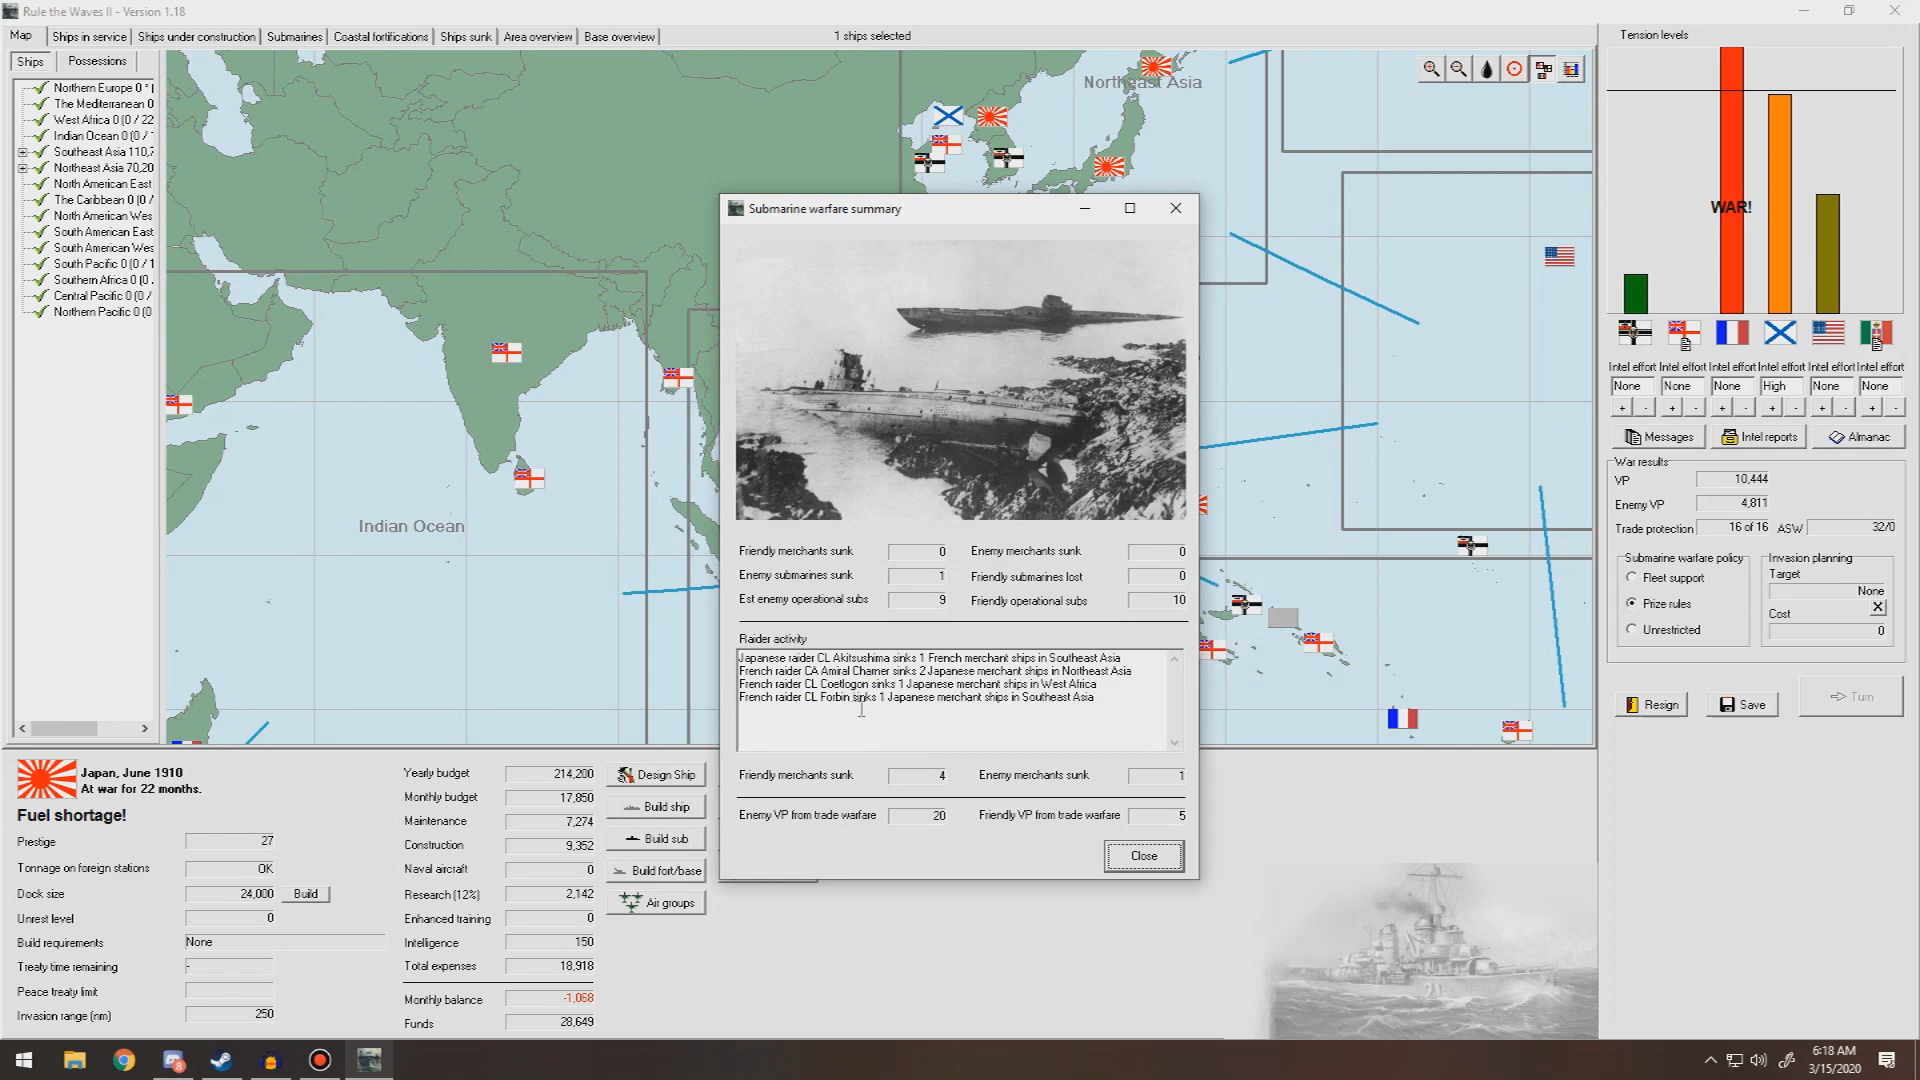 Rule the Waves II - Version 1.18
Map
Ships in service
Ships under construction
Submarines
Coastal fortifications
Ships sunk
Area overview
Base overview
1 ships selected
Ships
Possessions
Northern Europe 0 * (
The Mediterranean 0
West Africa 0 (0 / 22
Indian Ocean 0 (0 / 1
Southeast Asia 110,7
Northeast Asia 70,20
North American East
The Caribbean 0 (0 /
North American Wes
South American East
South American Wes
South Pacific 0 (0 / 1
Southern Africa 0 (0
Central Pacific 0 (0 /
Northern Pacific 0 (0
Northeast Asia
Indian Ocean
Submarine warfare summary
Friendly merchants sunk 0
Enemy merchants sunk 0
Enemy submarines sunk 1
Friendly submarines lost 0
Est enemy operational subs 9
Friendly operational subs 10
Raider activity
Japanese raider CL Akitsushima sinks 1 French merchant ships in Southeast Asia
French raider CA Amiral Charner sinks 2 Japanese merchant ships in Northeast Asia
French raider CL Coetlogon sinks 1 Japanese merchant ships in West Africa
French raider CL Forbin sinks 1 Japanese merchant ships in Southeast Asia
Friendly merchants sunk 4
Enemy merchants sunk 1
Enemy VP from trade warfare 20
Friendly VP from trade warfare 5
Close
Tension levels
WAR!
Intel effort Intel effort Intel effort Intel effort Intel effort Intel effort
None None None High None None
+ - + - + - + - + - + -
Messages
Intel reports
Almanac
War results
VP 10,444
Enemy VP 4,811
Trade protection 16 of 16 ASW 32/0
Submarine warfare policy
Fleet support
Prize rules
Unrestricted
Invasion planning
Target
None
Cost X
0
Resign
Save
Turn
Japan, June 1910
At war for 22 months.
Fuel shortage!
Prestige 27
Tonnage on foreign stations OK
Dock size 24,000 Build
Unrest level 0
Build requirements None
Treaty time remaining -
Peace treaty limit
Invasion range (nm) 250
Yearly budget 214,200
Monthly budget 17,850
Maintenance 7,274
Construction 9,352
Naval aircraft 0
Research (12%) 2,142
Enhanced training 0
Intelligence 150
Total expenses 18,918
Monthly balance -1,068
Funds 28,649
Design Ship
Build ship
Build sub
Build fort/base
Air groups
8
6:18 AM
3/15/2020